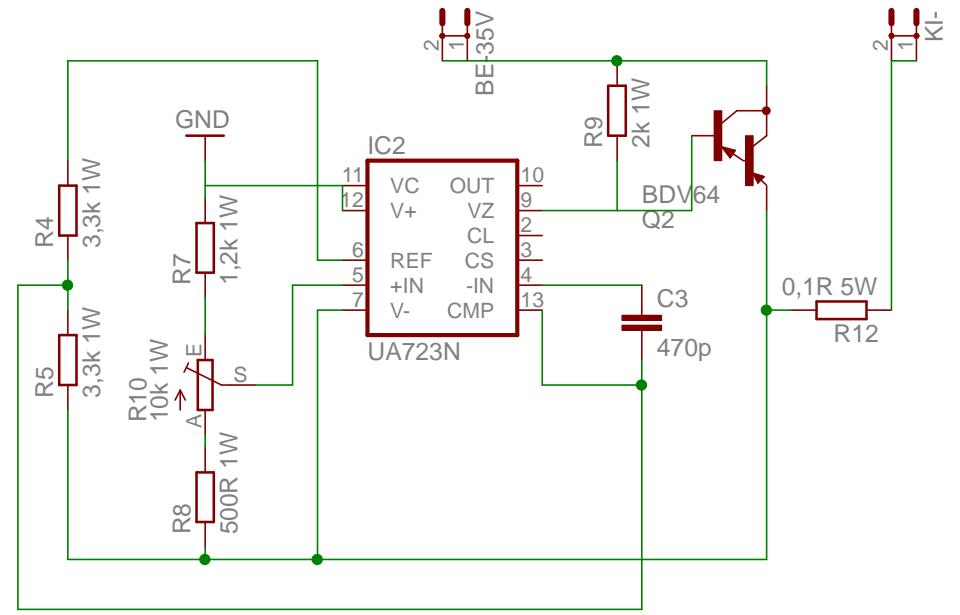 2
1
BE-35V
2
1
KI-
GND
R9
2k 1W
IC2
11
VC
OUT
10
12
V+
VZ
9
CL
2
6
REF
CS
3
5
+IN
-IN
4
7
V-
CMP
13
UA723N
BDV64
Q2
R4
3,3k 1W
R7
1,2k 1W
0,1R 5W
R12
C3
470p
R5
3,3k 1W
R10
10k 1W
E
S
A
R8
500R 1W